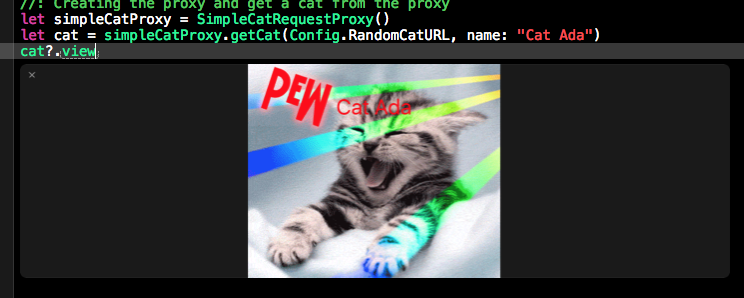 //: Creating the proxy and get a cat from the proxy
let simpleCatProxy = SimpleCatRequestProxy()
let cat = simpleCatProxy.getCat(Config.RandomCatURL, name: "Cat Ada")
cat?.view
×
PEW
Cat Ada